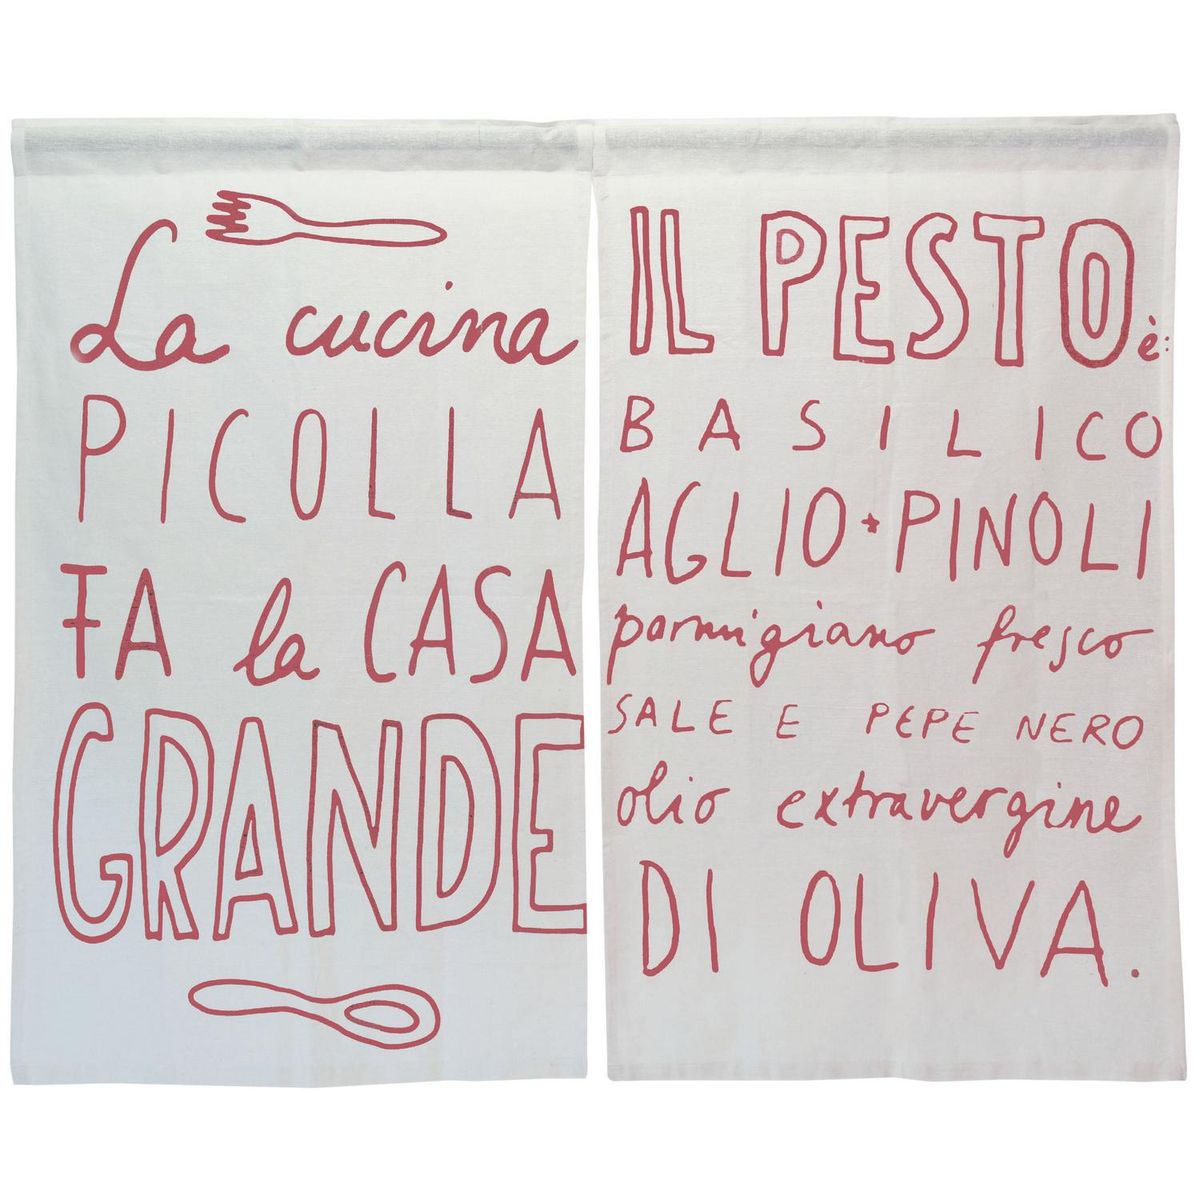 La cucina
PICOLLA
FA la CASA
GRANDE
IL PESTO è:
BASILICO
AGLIO * PINOLI
parmigiano fresco
SALE E PEPE NERO
olio extravergine
DI OLIVA.